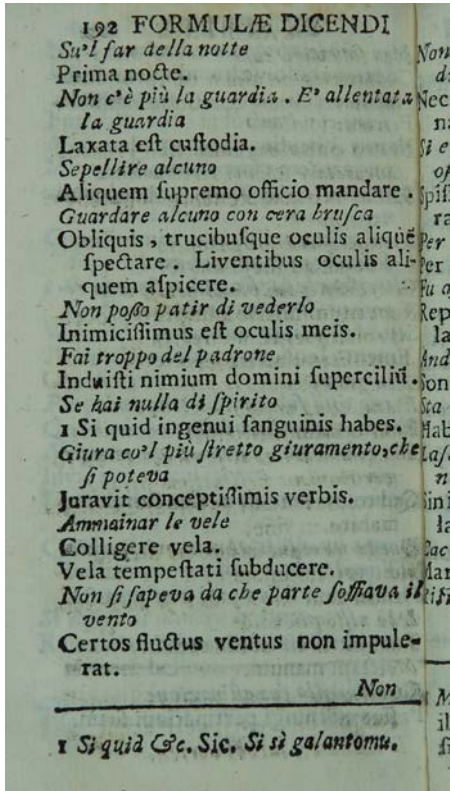 192 FORMULÆ DICENDI
Su'l far della notte
Prima nocte.
Non c'è più la guardia. E' allentata
la guardia
Laxata eſt cuſtodia.
Sepellire alcuno
Aliquem ſupremo officio mandare.
Guardare alcuno con cera bruſca
Obliquis, trucibuſque oculis aliquē
ſpectare. Liventibus oculis ali-
quem aſpicere.
Non poßo patir di vederlo
Inimiciſſimus eſt oculis meis.
Fai troppo del padrone
Induiſti nimium domini ſuperciliū.
Se hai nulla di ſpirito
1 Si quid ingenui ſanguinis habes.
Giura co'l più ſtretto giuramento, che
ſi poteva
Juravit conceptiſſimis verbis.
Ammainar le vele
Colligere vela.
Vela tempeſtati ſubducere.
Non ſi ſapeva da che parte ſoffiava il
vento
Certos fluctus ventus non impule-
rat.
Non
1 Si quid &c. Sic. Si sì galantomu.